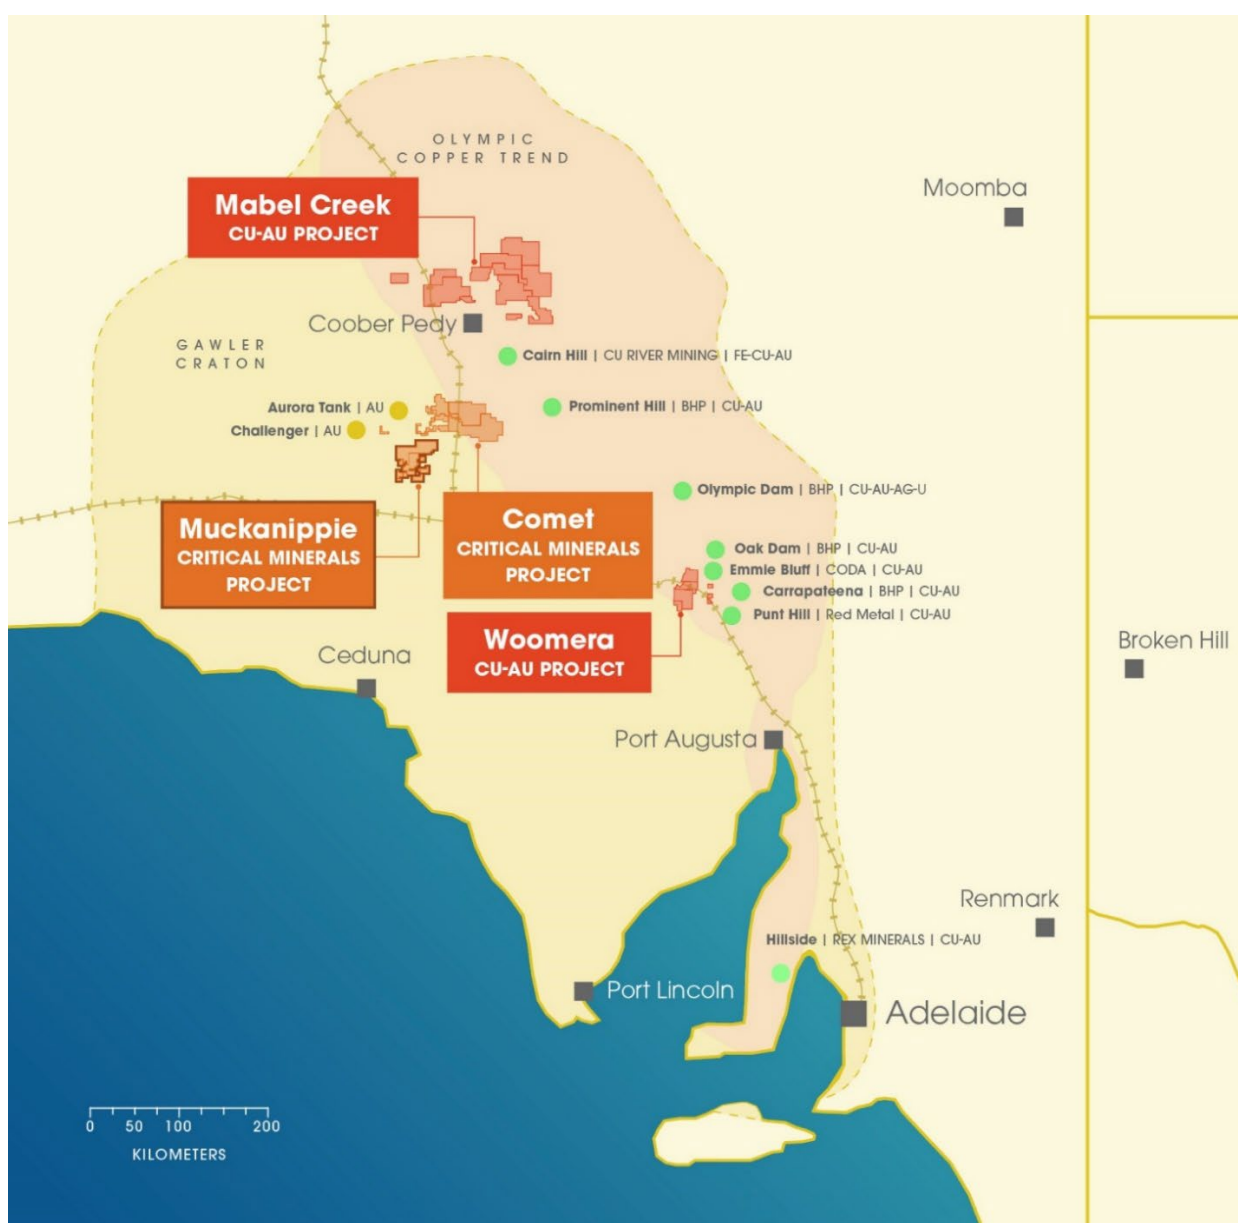 OLYMPIC
COPPER TREND
Moomba
Mabel Creek
CU-AU PROJECT
Coober Pedy
GAWLER
CRATON
Cairn Hill | CU RIVER MINING | FE-CU-AU
Aurora Tank | AU
Prominent Hill | BHP | CU-AU
Challenger | AU
Olympic Dam | BHP | CU-AU-AG-U
Muckanippie
CRITICAL MINERALS
PROJECT
Comet
CRITICAL MINERALS
PROJECT
Oak Dam | BHP | CU-AU
Emmie Bluff | CODA | CU-AU
Carrapateena | BHP | CU-AU
Punt Hill | Red Metal | CU-AU
Woomera
CU-AU PROJECT
Broken Hill
Ceduna
Port Augusta
Renmark
Hillside | REX MINERALS | CU-AU
Port Lincoln
Adelaide
0 50 100 200
KILOMETERS